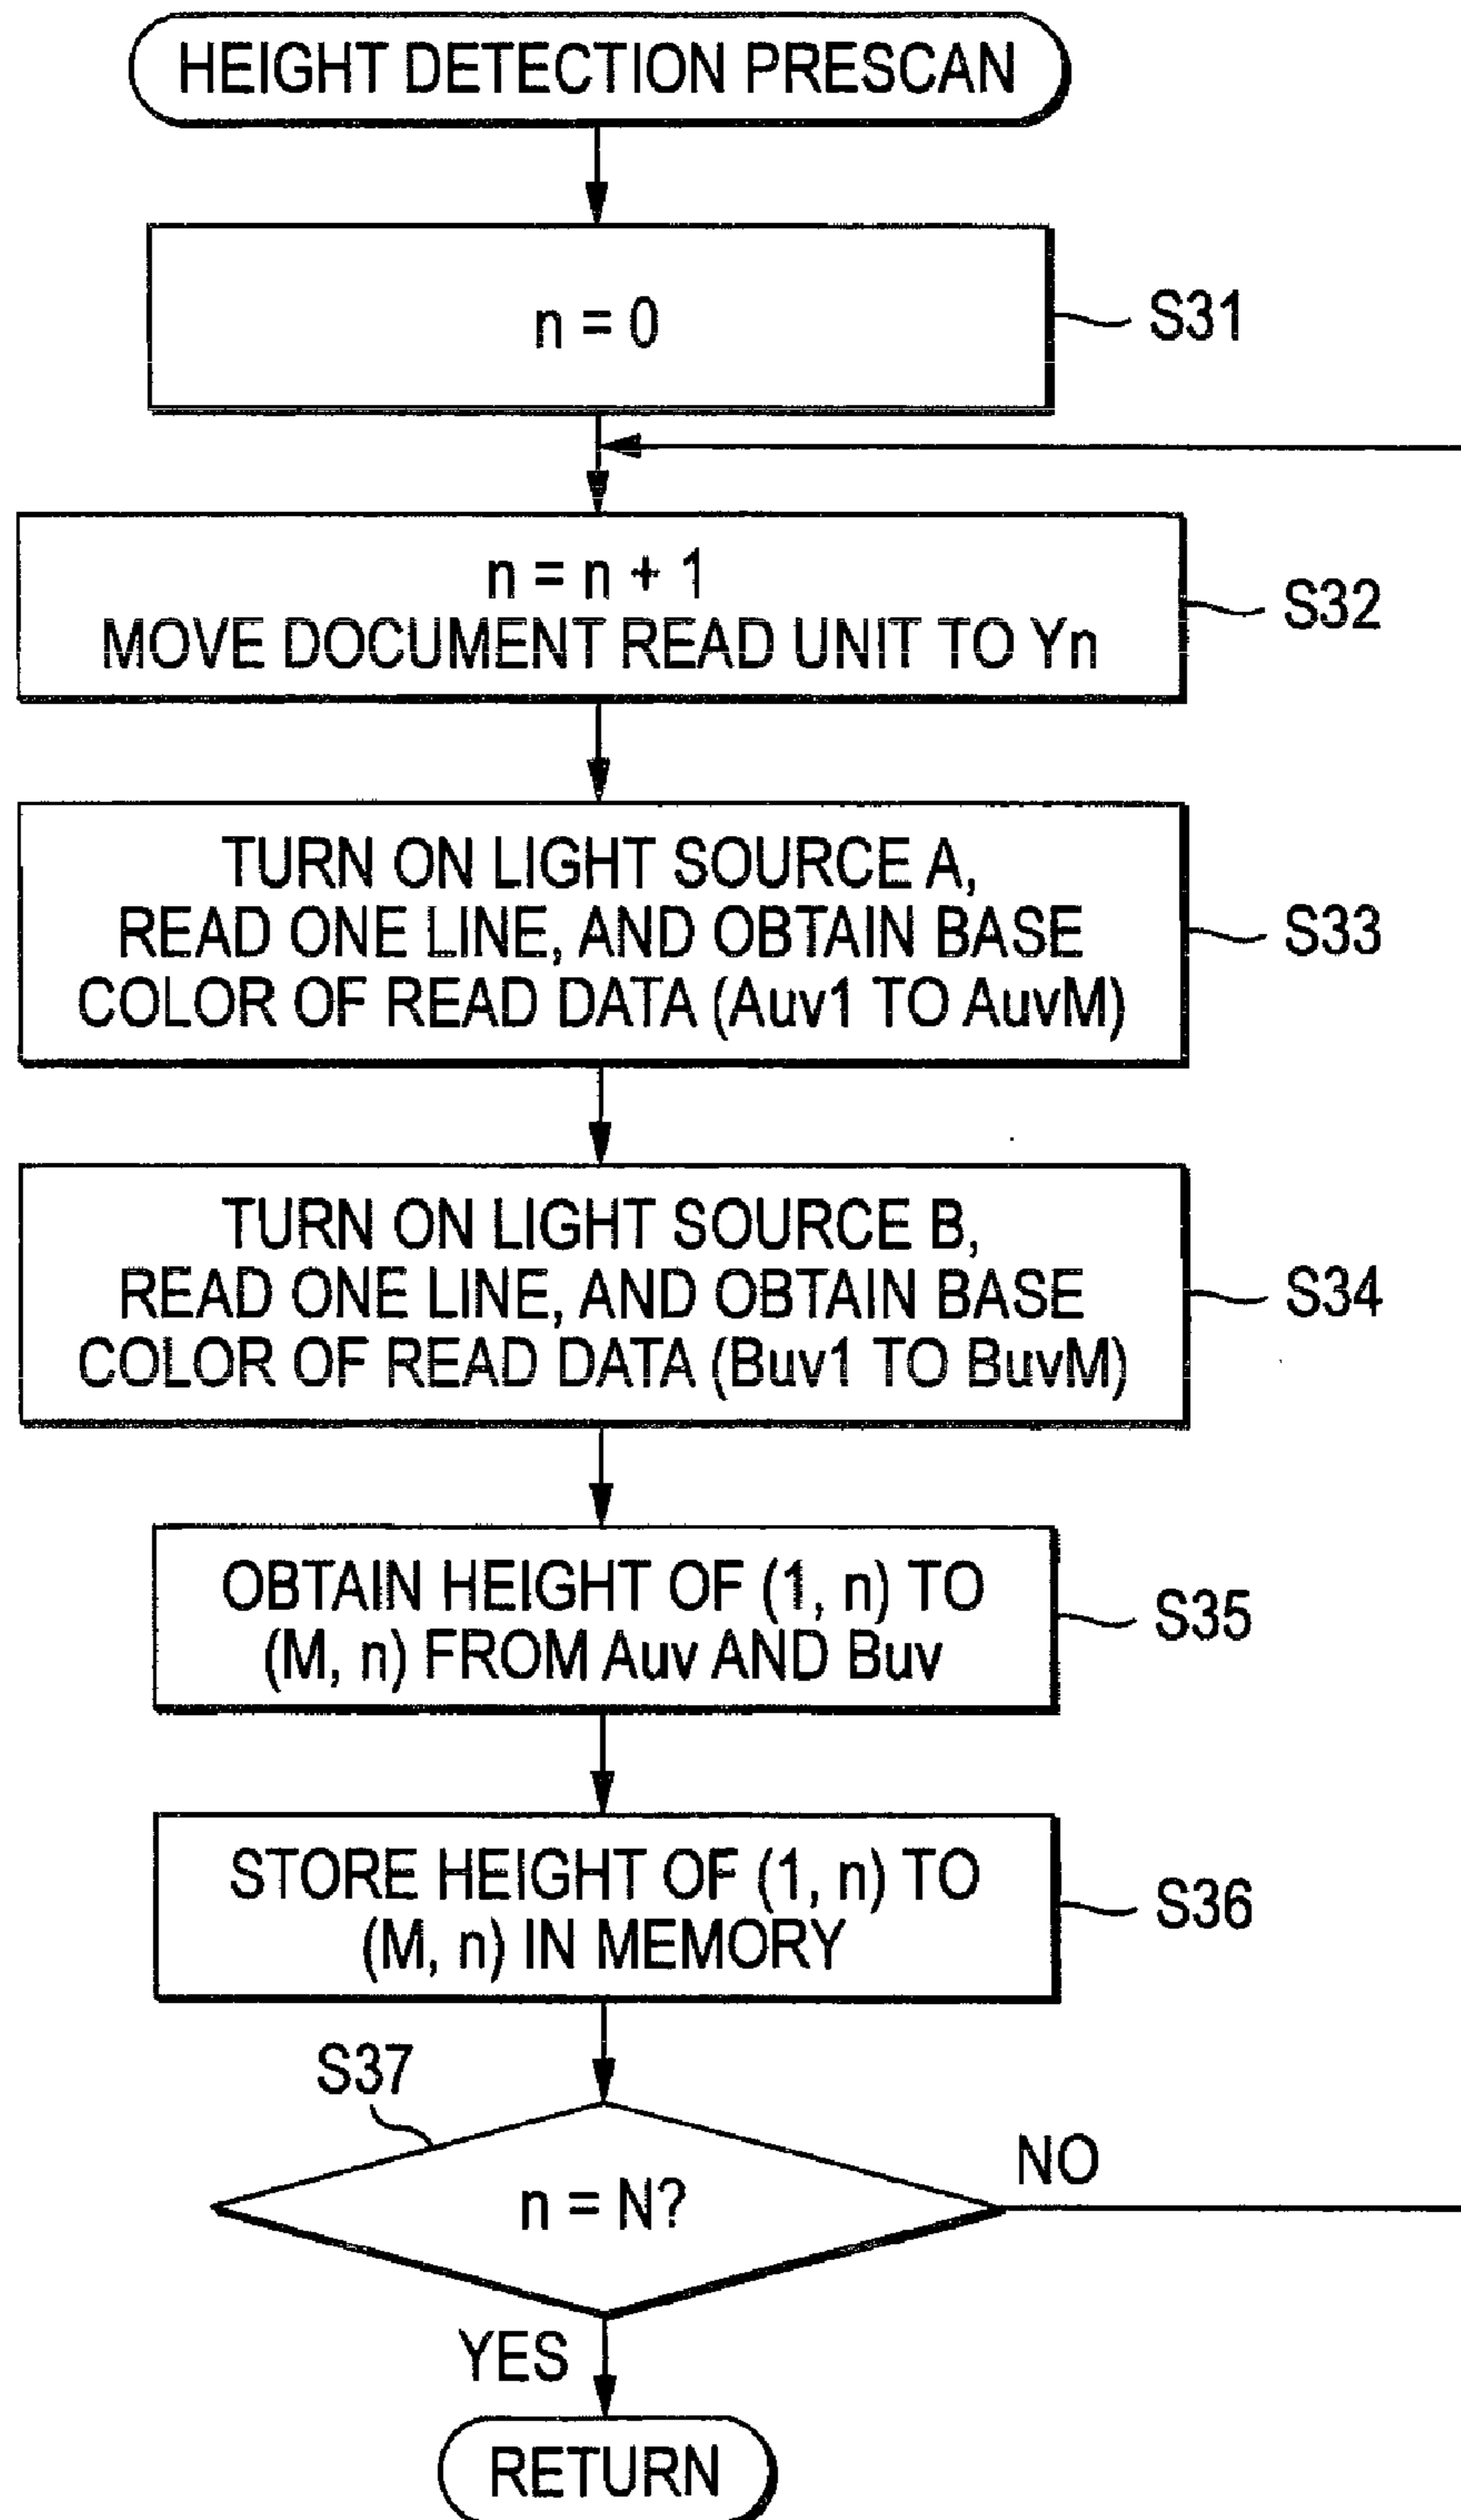 HEIGHT DETECTION PRESCAN
n = 0
S31
n = n + 1
MOVE DOCUMENT READ UNIT TO Yn
S32
TURN ON LIGHT SOURCE A,
READ ONE LINE, AND OBTAIN BASE
COLOR OF READ DATA (Auv1 TO AuvM)
S33
TURN ON LIGHT SOURCE B,
READ ONE LINE, AND OBTAIN BASE
COLOR OF READ DATA (Buv1 TO BuvM)
S34
OBTAIN HEIGHT OF (1, n) TO
(M, n) FROM Auv AND Buv
S35
STORE HEIGHT OF (1, n) TO
(M, n) IN MEMORY
S36
S37
n = N?
NO
YES
RETURN